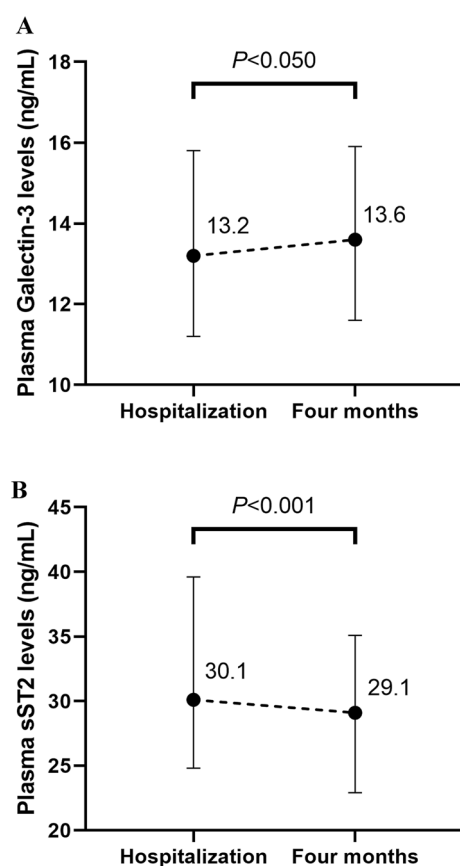 A
P<0.050
Plasma Galectin-3 levels (ng/mL)
18
16
14
12
10
13.2
13.6
Hospitalization
Four months
B
P<0.001
Plasma sST2 levels (ng/mL)
45
40
35
30
25
20
30.1
29.1
Hospitalization
Four months